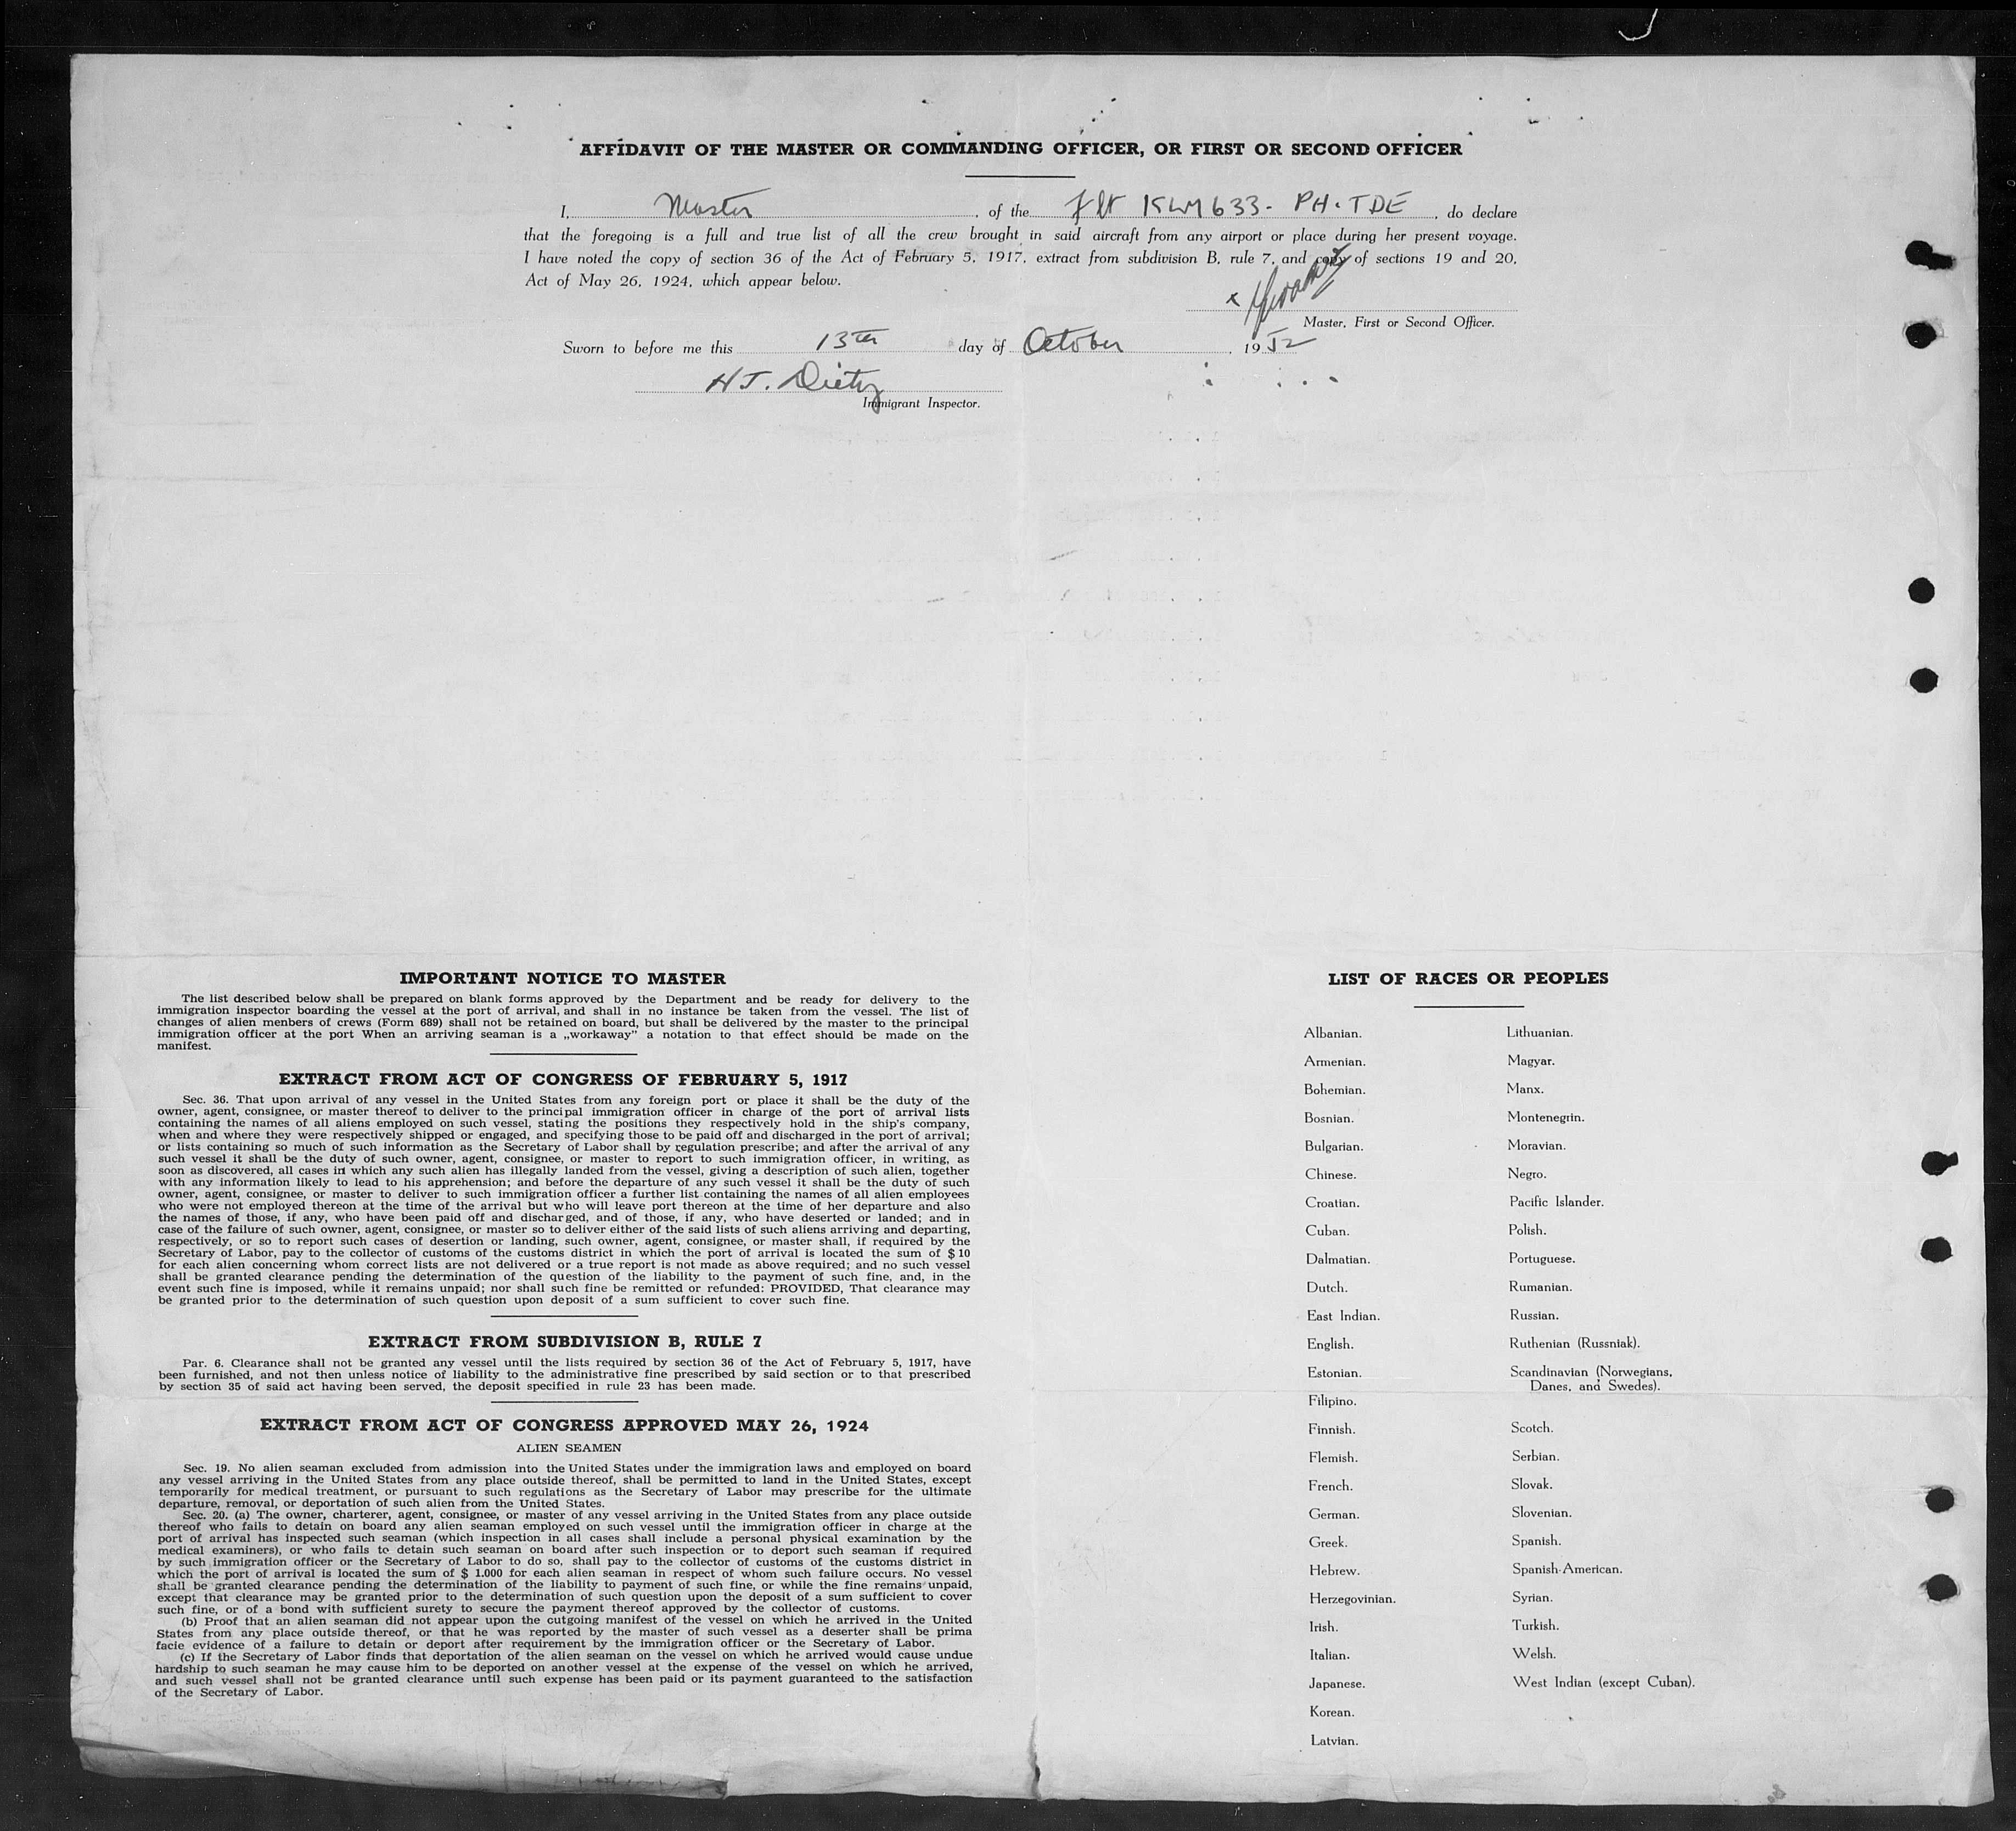 AFFIDAVIT OF THE MASTER OR COMMANDING OFFICER, OR FIRST OR SECOND OFFICER
I, Master, of the Flt KLM 633 - PH-TDE, do declare
that the foregoing is a full and true list of all the crew brought in said aircraft from any airport or place during her present voyage.
I have noted the copy of section 36 of the Act of February 5, 1917, extract from subdivision B, rule 7, and copy of sections 19 and 20,
Act of May 26, 1924, which appear below.
x
Master, First or Second Officer.
Sworn to before me this 13th day of October, 1952
H J. Dietz
Immigrant Inspector.
IMPORTANT NOTICE TO MASTER
The list described below shall be prepared on blank forms approved by the Department and be ready for delivery to the
immigration inspector boarding the vessel at the port of arrival, and shall in no instance be taken from the vessel. The list of
changes of alien menbers of crews (Form 689) shall not be retained on board, but shall be delivered by the master to the principal
immigration officer at the port When an arriving seaman is a „workaway” a notation to that effect should be made on the
manifest.
EXTRACT FROM ACT OF CONGRESS OF FEBRUARY 5, 1917
Sec. 36. That upon arrival of any vessel in the United States from any foreign port or place it shall be the duty of the
owner, agent, consignee, or master thereof to deliver to the principal immigration officer in charge of the port of arrival lists
containing the names of all aliens employed on such vessel, stating the positions they respectively hold in the ship's company,
when and where they were respectively shipped or engaged, and specifying those to be paid off and discharged in the port of arrival;
or lists containing so much of such information as the Secretary of Labor shall by regulation prescribe; and after the arrival of any
such vessel it shall be the duty of such owner, agent, consignee, or master to report to such immigration officer, in writing, as
soon as discovered, all cases in which any such alien has illegally landed from the vessel, giving a description of such alien, together
with any information likely to lead to his apprehension; and before the departure of any such vessel it shall be the duty of such
owner, agent, consignee, or master to deliver to such immigration officer a further list containing the names of all alien employees
who were not employed thereon at the time of the arrival but who will leave port thereon at the time of her departure and also
the names of those, if any, who have been paid off and discharged, and of those, if any, who have deserted or landed; and in
case of the failure of such owner, agent, consignee, or master so to deliver either of the said lists of such aliens arriving and departing,
respectively, or so to report such cases of desertion or landing, such owner, agent, consignee, or master shall, if required by the
Secretary of Labor, pay to the collector of customs of the customs district in which the port of arrival is located the sum of $ 10
for each alien concerning whom correct lists are not delivered or a true report is not made as above required; and no such vessel
shall be granted clearance pending the determination of the question of the liability to the payment of such fine, and, in the
event such fine is imposed, while it remains unpaid; nor shall such fine be remitted or refunded: PROVIDED, That clearance may
be granted prior to the determination of such question upon deposit of a sum sufficient to cover such fine.
EXTRACT FROM SUBDIVISION B, RULE 7
Par. 6. Clearance shall not be granted any vessel until the lists required by section 36 of the Act of February 5, 1917, have
been furnished, and not then unless notice of liability to the administrative fine prescribed by said section or to that prescribed
by section 35 of said act having been served, the deposit specified in rule 23 has been made.
EXTRACT FROM ACT OF CONGRESS APPROVED MAY 26, 1924
ALIEN SEAMEN
Sec. 19. No alien seaman excluded from admission into the United States under the immigration laws and employed on board
any vessel arriving in the United States from any place outside thereof, shall be permitted to land in the United States, except
temporarily for medical treatment, or pursuant to such regulations as the Secretary of Labor may prescribe for the ultimate
departure, removal, or deportation of such alien from the United States.
Sec. 20. (a) The owner, charterer, agent, consignee, or master of any vessel arriving in the United States from any place outside
thereof who fails to detain on board any alien seaman employed on such vessel until the immigration officer in charge at the
port of arrival has inspected such seaman (which inspection in all cases shall include a personal physical examination by the
medical examiners), or who fails to detain such seaman on board after such inspection or to deport such seaman if required
by such immigration officer or the Secretary of Labor to do so, shall pay to the collector of customs of the customs district in
which the port of arrival is located the sum of $ 1.000 for each alien seaman in respect of whom such failure occurs. No vessel
shall be granted clearance pending the determination of the liability to payment of such fine, or while the fine remains unpaid,
except that clearance may be granted prior to the determination of such question upon the deposit of a sum sufficient to cover
such fine, or of a bond with sufficient surety to secure the payment thereof approved by the collector of customs.
(b) Proof that an alien seaman did not appear upon the outgoing manifest of the vessel on which he arrived in the United
States from any place outside thereof, or that he was reported by the master of such vessel as a deserter shall be prima
facie evidence of a failure to detain or deport after requirement by the immigration officer or the Secretary of Labor.
(c) If the Secretary of Labor finds that deportation of the alien seaman on the vessel on which he arrived would cause undue
hardship to such seaman he may cause him to be deported on another vessel at the expense of the vessel on which he arrived,
and such vessel shall not be granted clearance until such expense has been paid or its payment guaranteed to the satisfaction
of the Secretary of Labor.
LIST OF RACES OR PEOPLES
Albanian.
Armenian.
Bohemian.
Bosnian.
Bulgarian.
Chinese.
Croatian.
Cuban.
Dalmatian.
Dutch.
East Indian.
English.
Estonian.
Filipino.
Finnish.
Flemish.
French.
German.
Greek.
Hebrew.
Herzegovinian.
Irish.
Italian.
Japanese.
Korean.
Latvian.
Lithuanian.
Magyar.
Manx.
Montenegrin.
Moravian.
Negro.
Pacific Islander.
Polish.
Portuguese.
Rumanian.
Russian.
Ruthenian (Russniak).
Scandinavian (Norwegians,
Danes, and Swedes).
Scotch.
Serbian.
Slovak.
Slovenian.
Spanish.
Spanish-American.
Syrian.
Turkish.
Welsh.
West Indian (except Cuban).